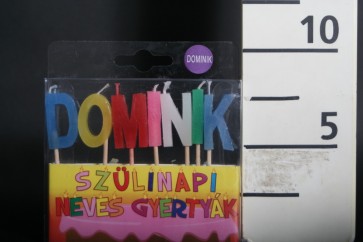 DOMINIK
10
DOMINIK
5
SZÜLINAPI
NEVES GYERTYÁK